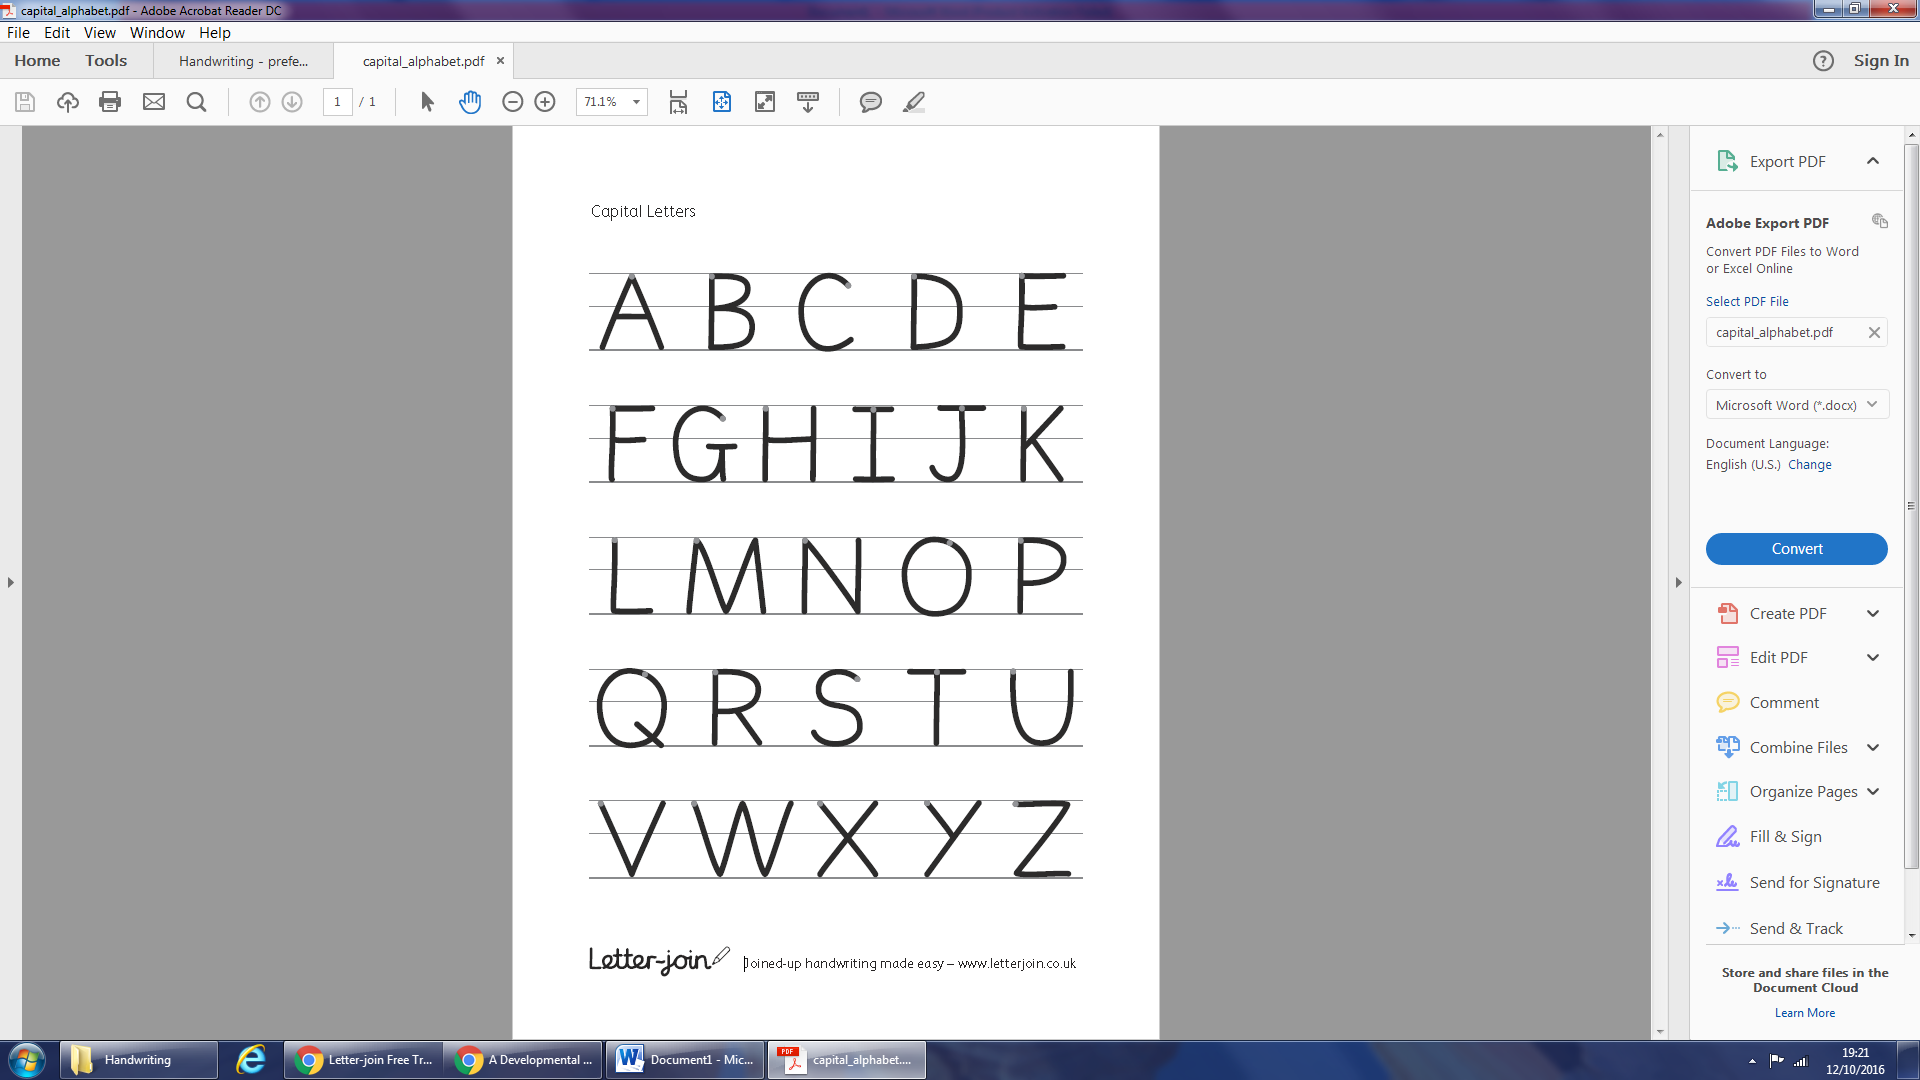 capital_alphabet.pdf - Adobe Acrobat Reader DC
File Edit View Window Help
Home Tools Handwriting - prefe... capital_alphabet.pdf × Sign In
1 / 1 71.1%
Capital Letters
A B C D E
F G H I J K
L M N O P
Q R S T U
V W X Y Z
Letter-join Joined-up handwriting made easy – www.letterjoin.co.uk
Export PDF
Adobe Export PDF
Convert PDF Files to Word
or Excel Online
Select PDF File
capital_alphabet.pdf
Convert to
Microsoft Word (*.docx)
Document Language:
English (U.S.) Change
Convert
Create PDF
Edit PDF
Comment
Combine Files
Organize Pages
Fill & Sign
Send for Signature
Send & Track
Store and share files in the
Document Cloud
Learn More
Handwriting Letter-join Free Tr... A Developmental ... Document1 - Mic... capital_alphabet....
19:21
12/10/2016